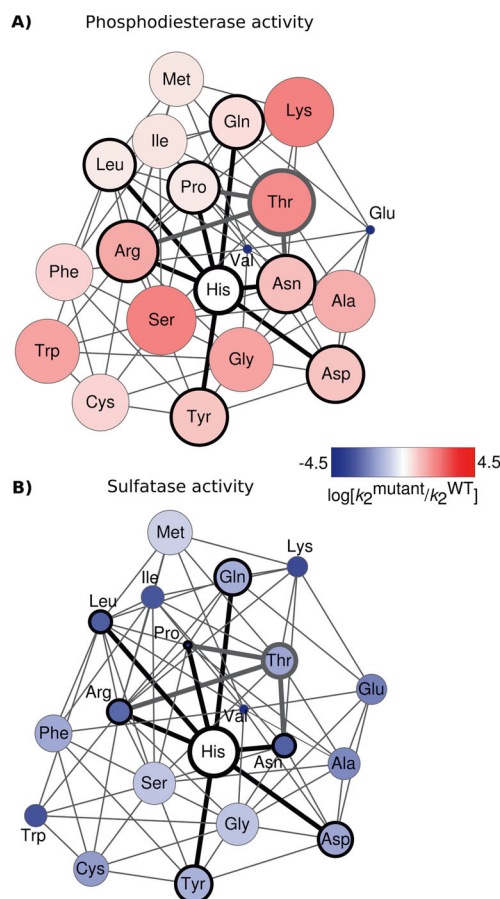 A) Phosphodiesterase activity
Met
Lys
Gln
Ile
Leu
Pro
Thr
Glu
Arg
Val
Phe
His
Asn
Ala
Ser
Trp
Gly
Asp
Cys
Tyr
-4.5 4.5
log[k2mutant/k2WT]
B) Sulfatase activity
Met
Lys
Ile
Gln
Leu
Pro
Thr
Arg
Glu
Val
Phe
His
Asn
Ala
Ser
Trp
Gly
Asp
Cys
Tyr